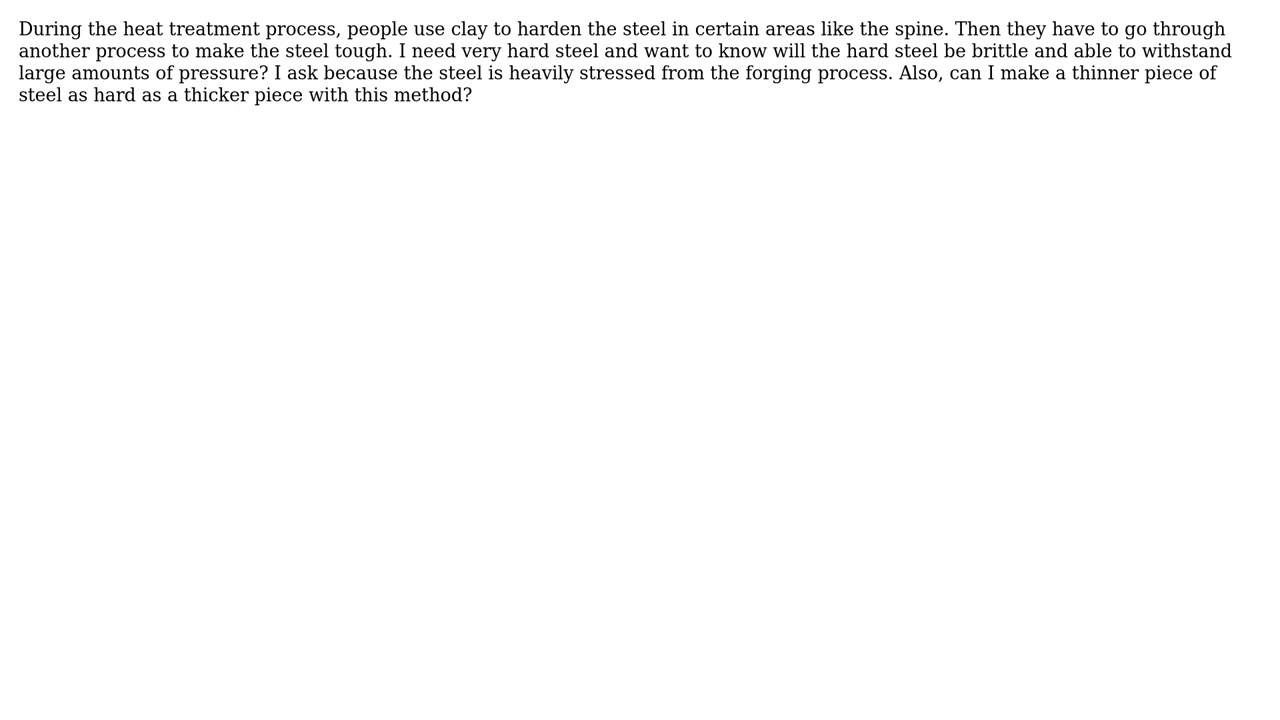 During the heat treatment process, people use clay to harden the steel in certain areas like the spine. Then they have to go through
another process to make the steel tough. I need very hard steel and want to know will the hard steel be brittle and able to withstand
large amounts of pressure? I ask because the steel is heavily stressed from the forging process. Also, can I make a thinner piece of
steel as hard as a thicker piece with this method?